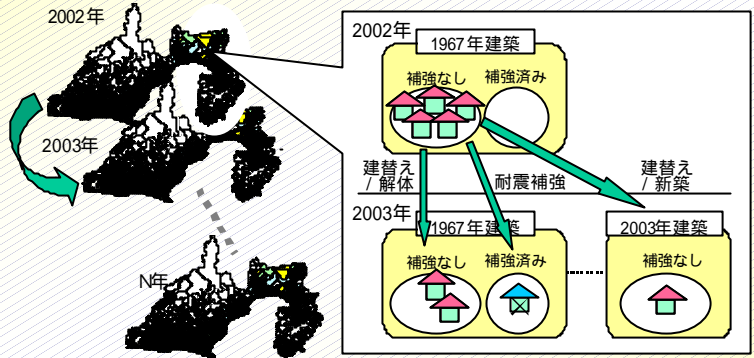 2002年
2003年
N年
2002年
1967年建築
補強なし
補強済み
建替え
/ 解体
耐震補強
建替え
/ 新築
2003年
1967年建築
補強なし
補強済み
2003年建築
補強なし